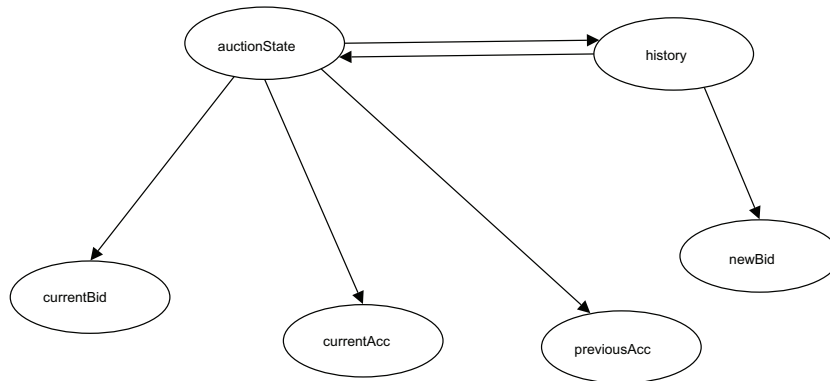 auctionState
history
newBid
currentBid
currentAcc
previousAcc